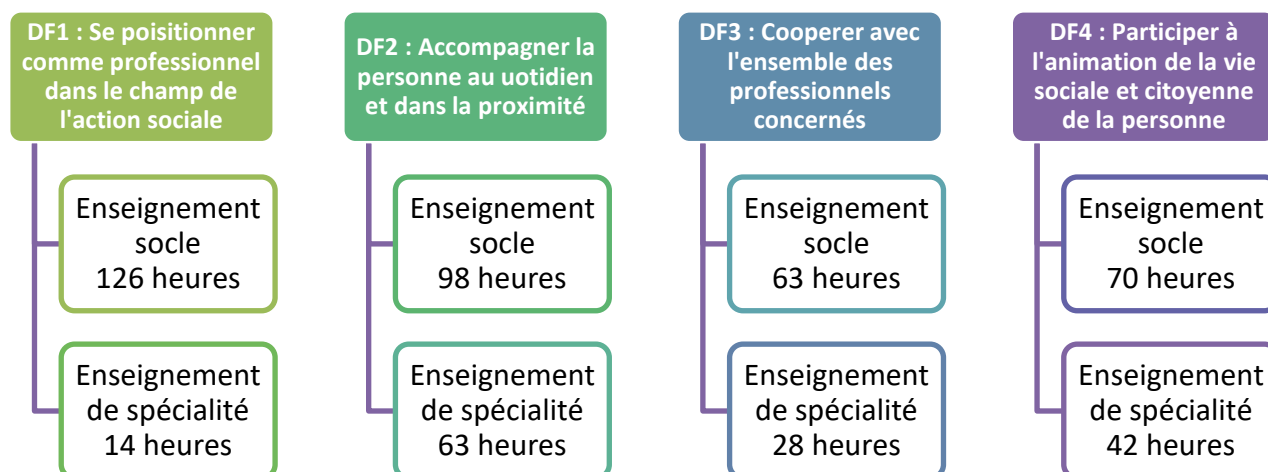 DF1 : Se poisitionner
comme professionnel
dans le champ de
l'action sociale
Enseignement
socle
126 heures
Enseignement
de spécialité
14 heures
DF2 : Accompagner la
personne au uotidien
et dans la proximité
Enseignement
socle
98 heures
Enseignement
de spécialité
63 heures
DF3 : Cooperer avec
l'ensemble des
professionnels
concernés
Enseignement
socle
63 heures
Enseignement
de spécialité
28 heures
DF4 : Participer à
l'animation de la vie
sociale et citoyenne
de la personne
Enseignement
socle
70 heures
Enseignement
de spécialité
42 heures